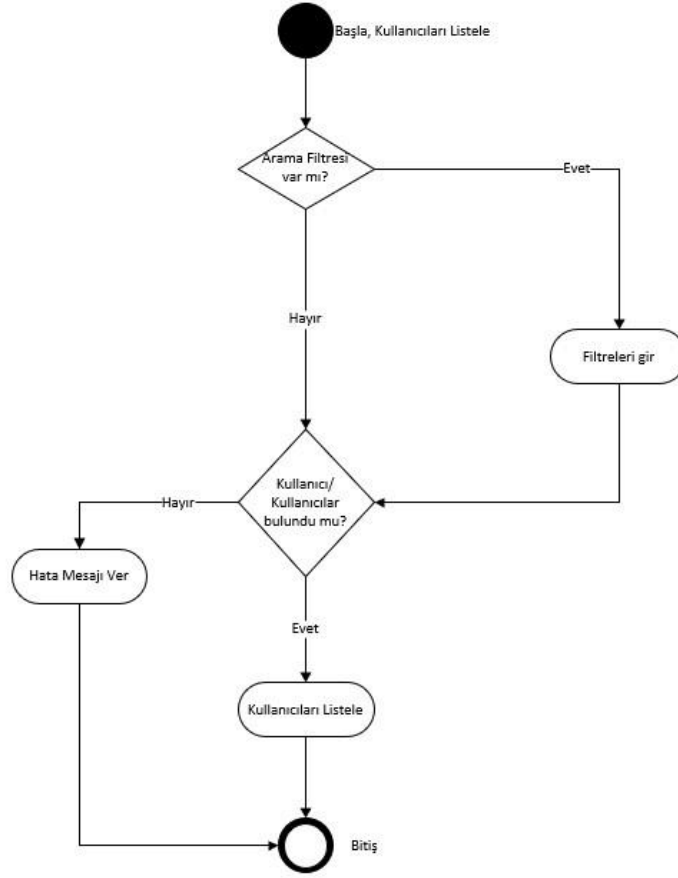 Başla, Kullanıcıları Listele
Arama Filtresi
var mı?
Evet
Hayır
Filtreleri gir
Kullanıcı/
Kullanıcılar
bulundu mu?
Hayır
Hata Mesajı Ver
Evet
Kullanıcıları Listele
Bitiş